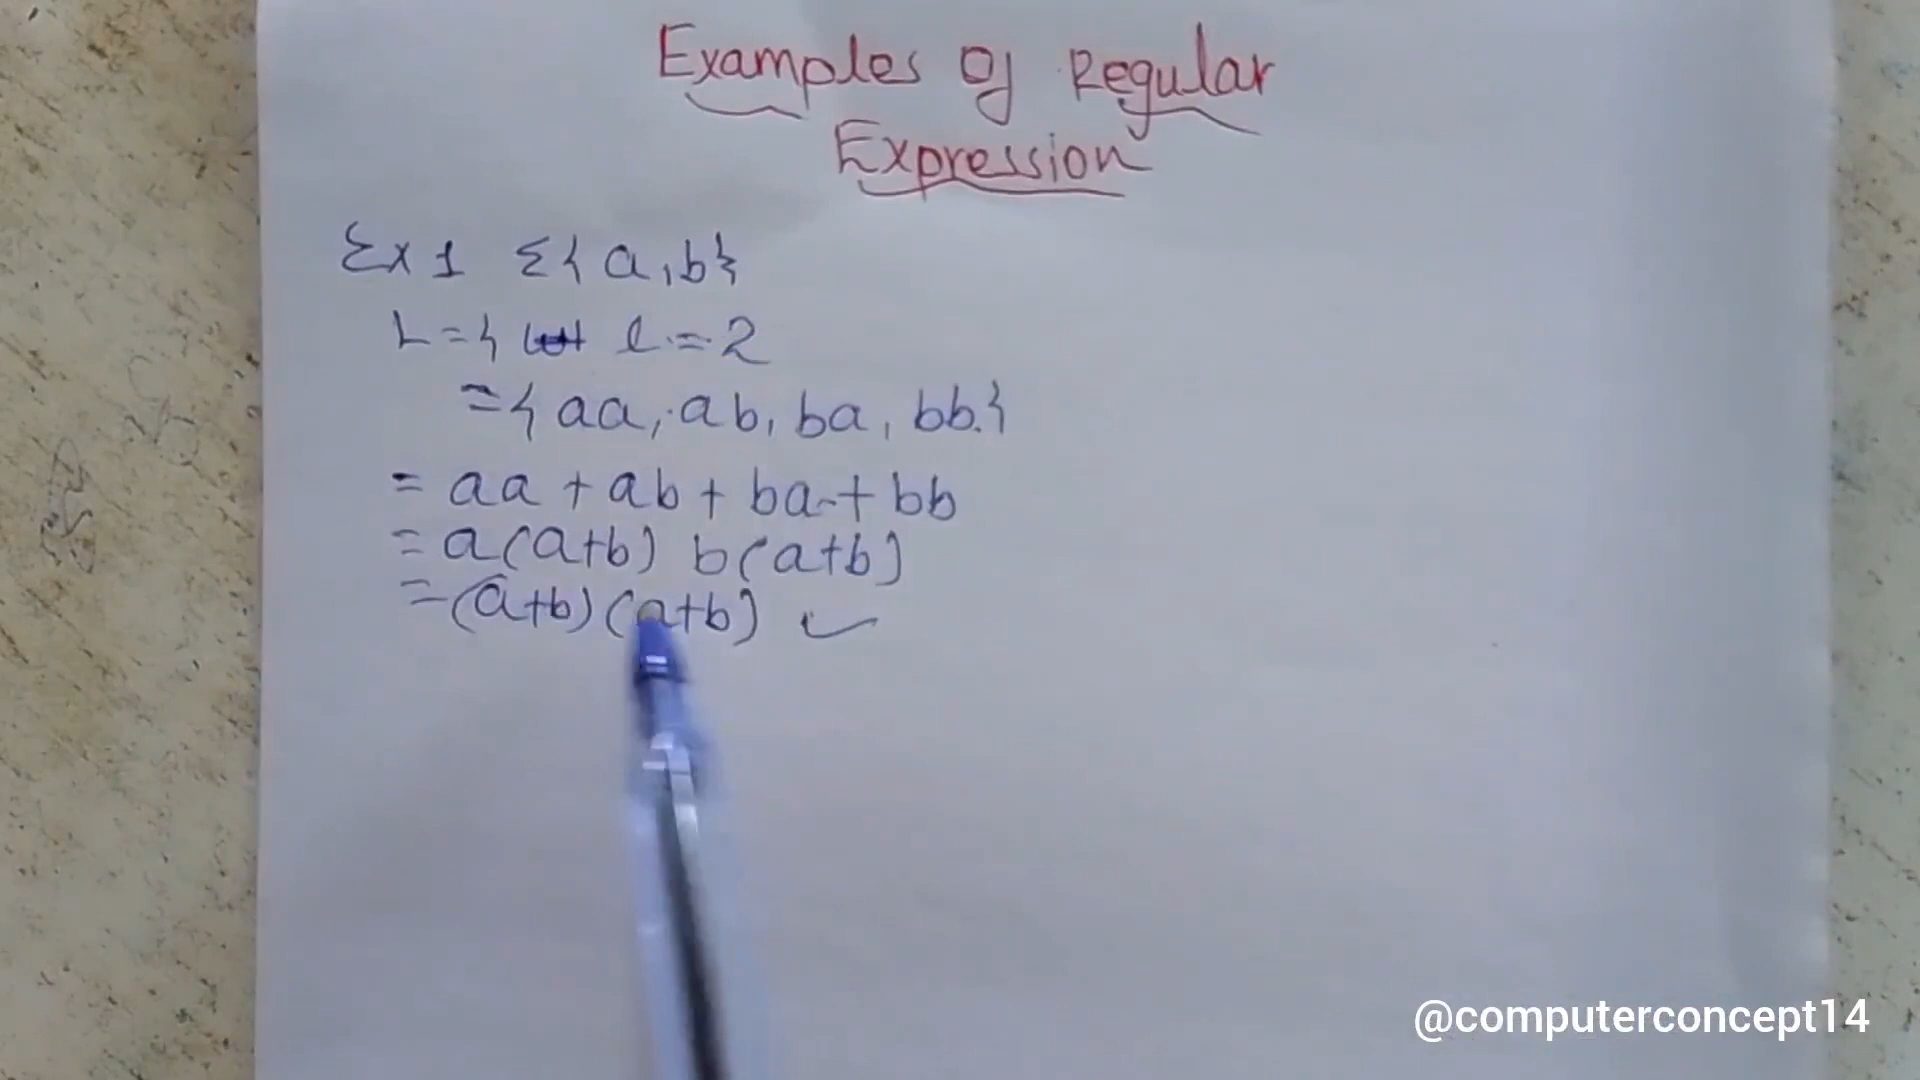 Examples Of Regular
Expression
Ex 1 Σ{a,b}
L={ l=2
={aa, ab, ba, bb}
= aa + ab + ba + bb
= a(a+b) b(a+b)
=(a+b)(a+b) ✓
@computerconcept14